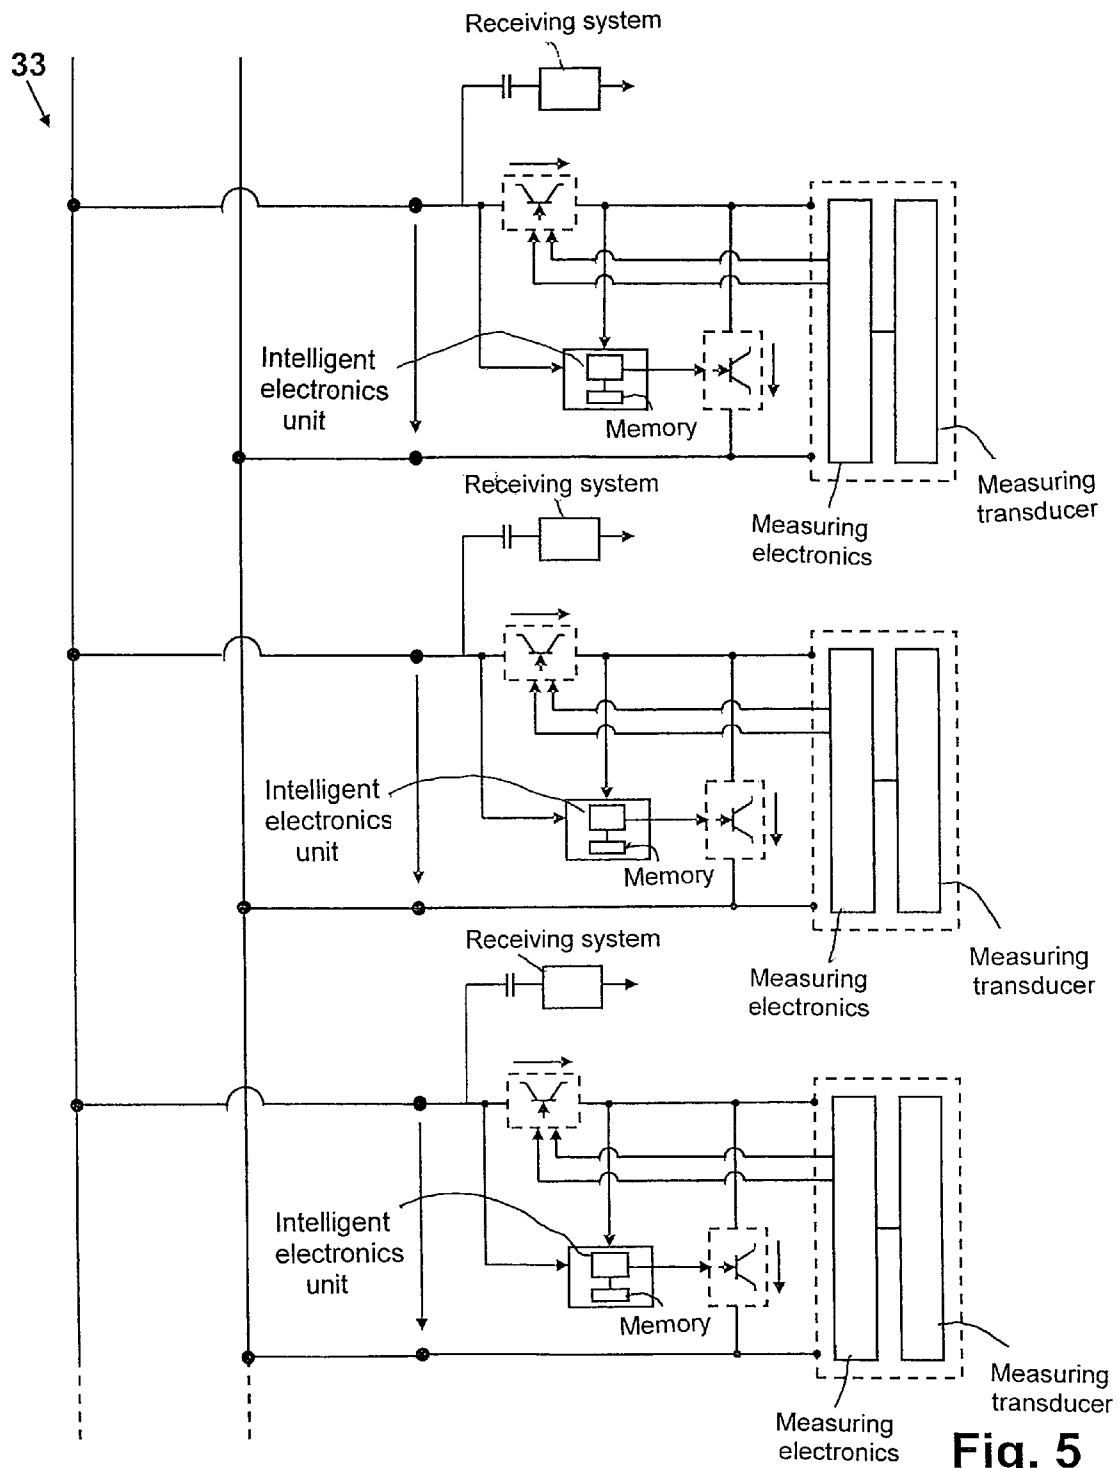 Receiving system
33
Intelligent
electronics
unit
Memory
Measuring
transducer
Measuring
electronics
Receiving system
Intelligent
electronics
unit
Memory
Measuring
transducer
Measuring
electronics
Receiving system
Intelligent
electronics
unit
Memory
Measuring
transducer
Measuring
electronics
Fig. 5